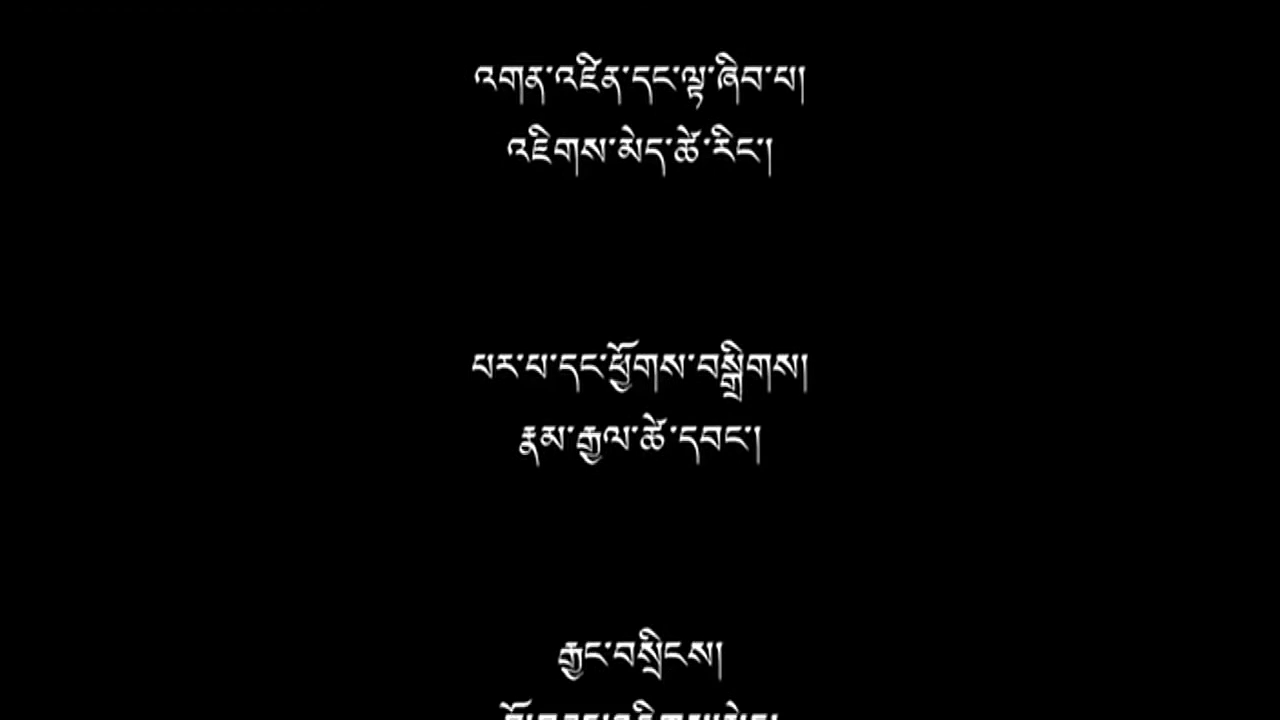 འགན་འཛིན་དང་ལྟ་ཞིབ་པ།
འཇིགས་མེད་ཚེ་རིང་།
པར་པ་དང་ཕྱོགས་བསྒྲིགས།
རྣམ་རྒྱལ་ཚེ་དབང་།
རྒྱང་བསྲིངས།